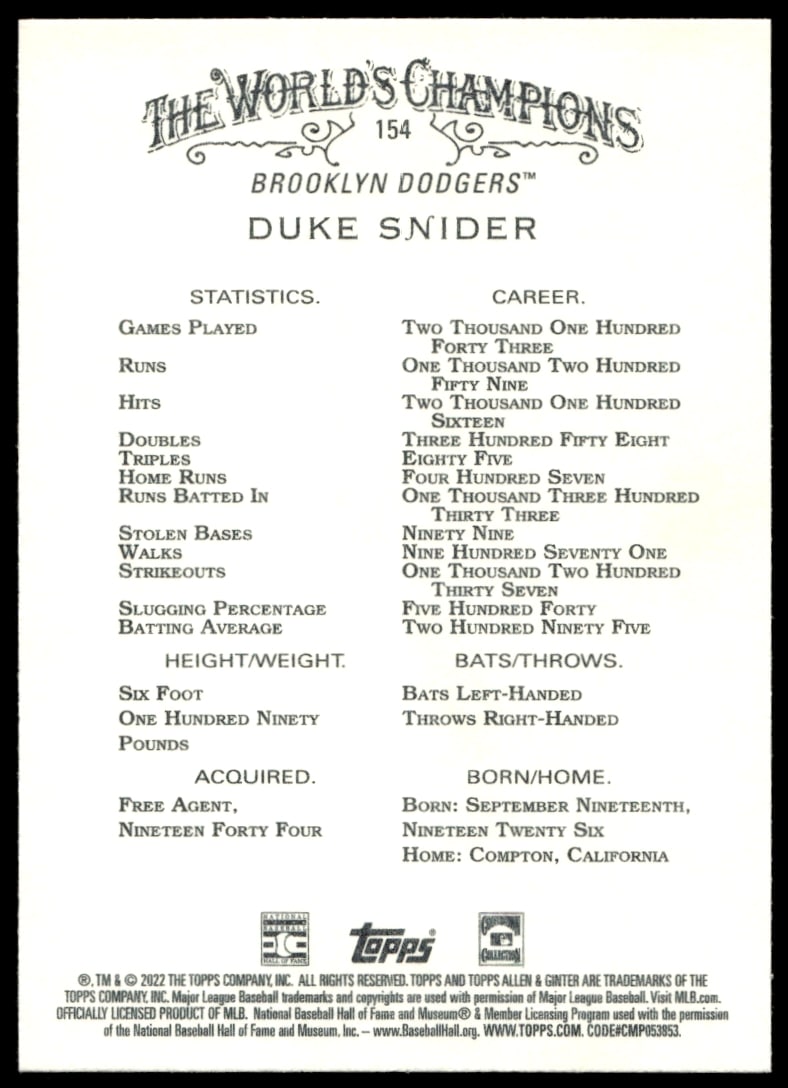 THE WORLD'S CHAMPIONS
154
BROOKLYN DODGERS™
DUKE SNIDER
STATISTICS. CAREER.
GAMES PLAYED TWO THOUSAND ONE HUNDRED
FORTY THREE
RUNS ONE THOUSAND TWO HUNDRED
FIFTY NINE
HITS TWO THOUSAND ONE HUNDRED
SIXTEEN
DOUBLES THREE HUNDRED FIFTY EIGHT
TRIPLES EIGHTY FIVE
HOME RUNS FOUR HUNDRED SEVEN
RUNS BATTED IN ONE THOUSAND THREE HUNDRED
THIRTY THREE
STOLEN BASES NINETY NINE
WALKS NINE HUNDRED SEVENTY ONE
STRIKEOUTS ONE THOUSAND TWO HUNDRED
THIRTY SEVEN
SLUGGING PERCENTAGE FIVE HUNDRED FORTY
BATTING AVERAGE TWO HUNDRED NINETY FIVE
HEIGHT/WEIGHT. BATS/THROWS.
SIX FOOT BATS LEFT-HANDED
ONE HUNDRED NINETY THROWS RIGHT-HANDED
POUNDS
ACQUIRED. BORN/HOME.
FREE AGENT, BORN: SEPTEMBER NINETEENTH,
NINETEEN FORTY FOUR NINETEEN TWENTY SIX
HOME: COMPTON, CALIFORNIA
NATIONAL
BASEBALL
HALL OF FAME
topps®
COOPERSTOWN
COLLECTION
®, TM & © 2022 THE TOPPS COMPANY, INC. ALL RIGHTS RESERVED. TOPPS AND TOPPS ALLEN & GINTER ARE TRADEMARKS OF THE
TOPPS COMPANY, INC. Major League Baseball trademarks and copyrights are used with permission of Major League Baseball. Visit MLB.com.
OFFICIALLY LICENSED PRODUCT OF MLB. National Baseball Hall of Fame and Museum® & Member Licensing Program used with the permission
of the National Baseball Hall of Fame and Museum, Inc. – www.BaseballHall.org. WWW.TOPPS.COM. CODE#CMP053853.